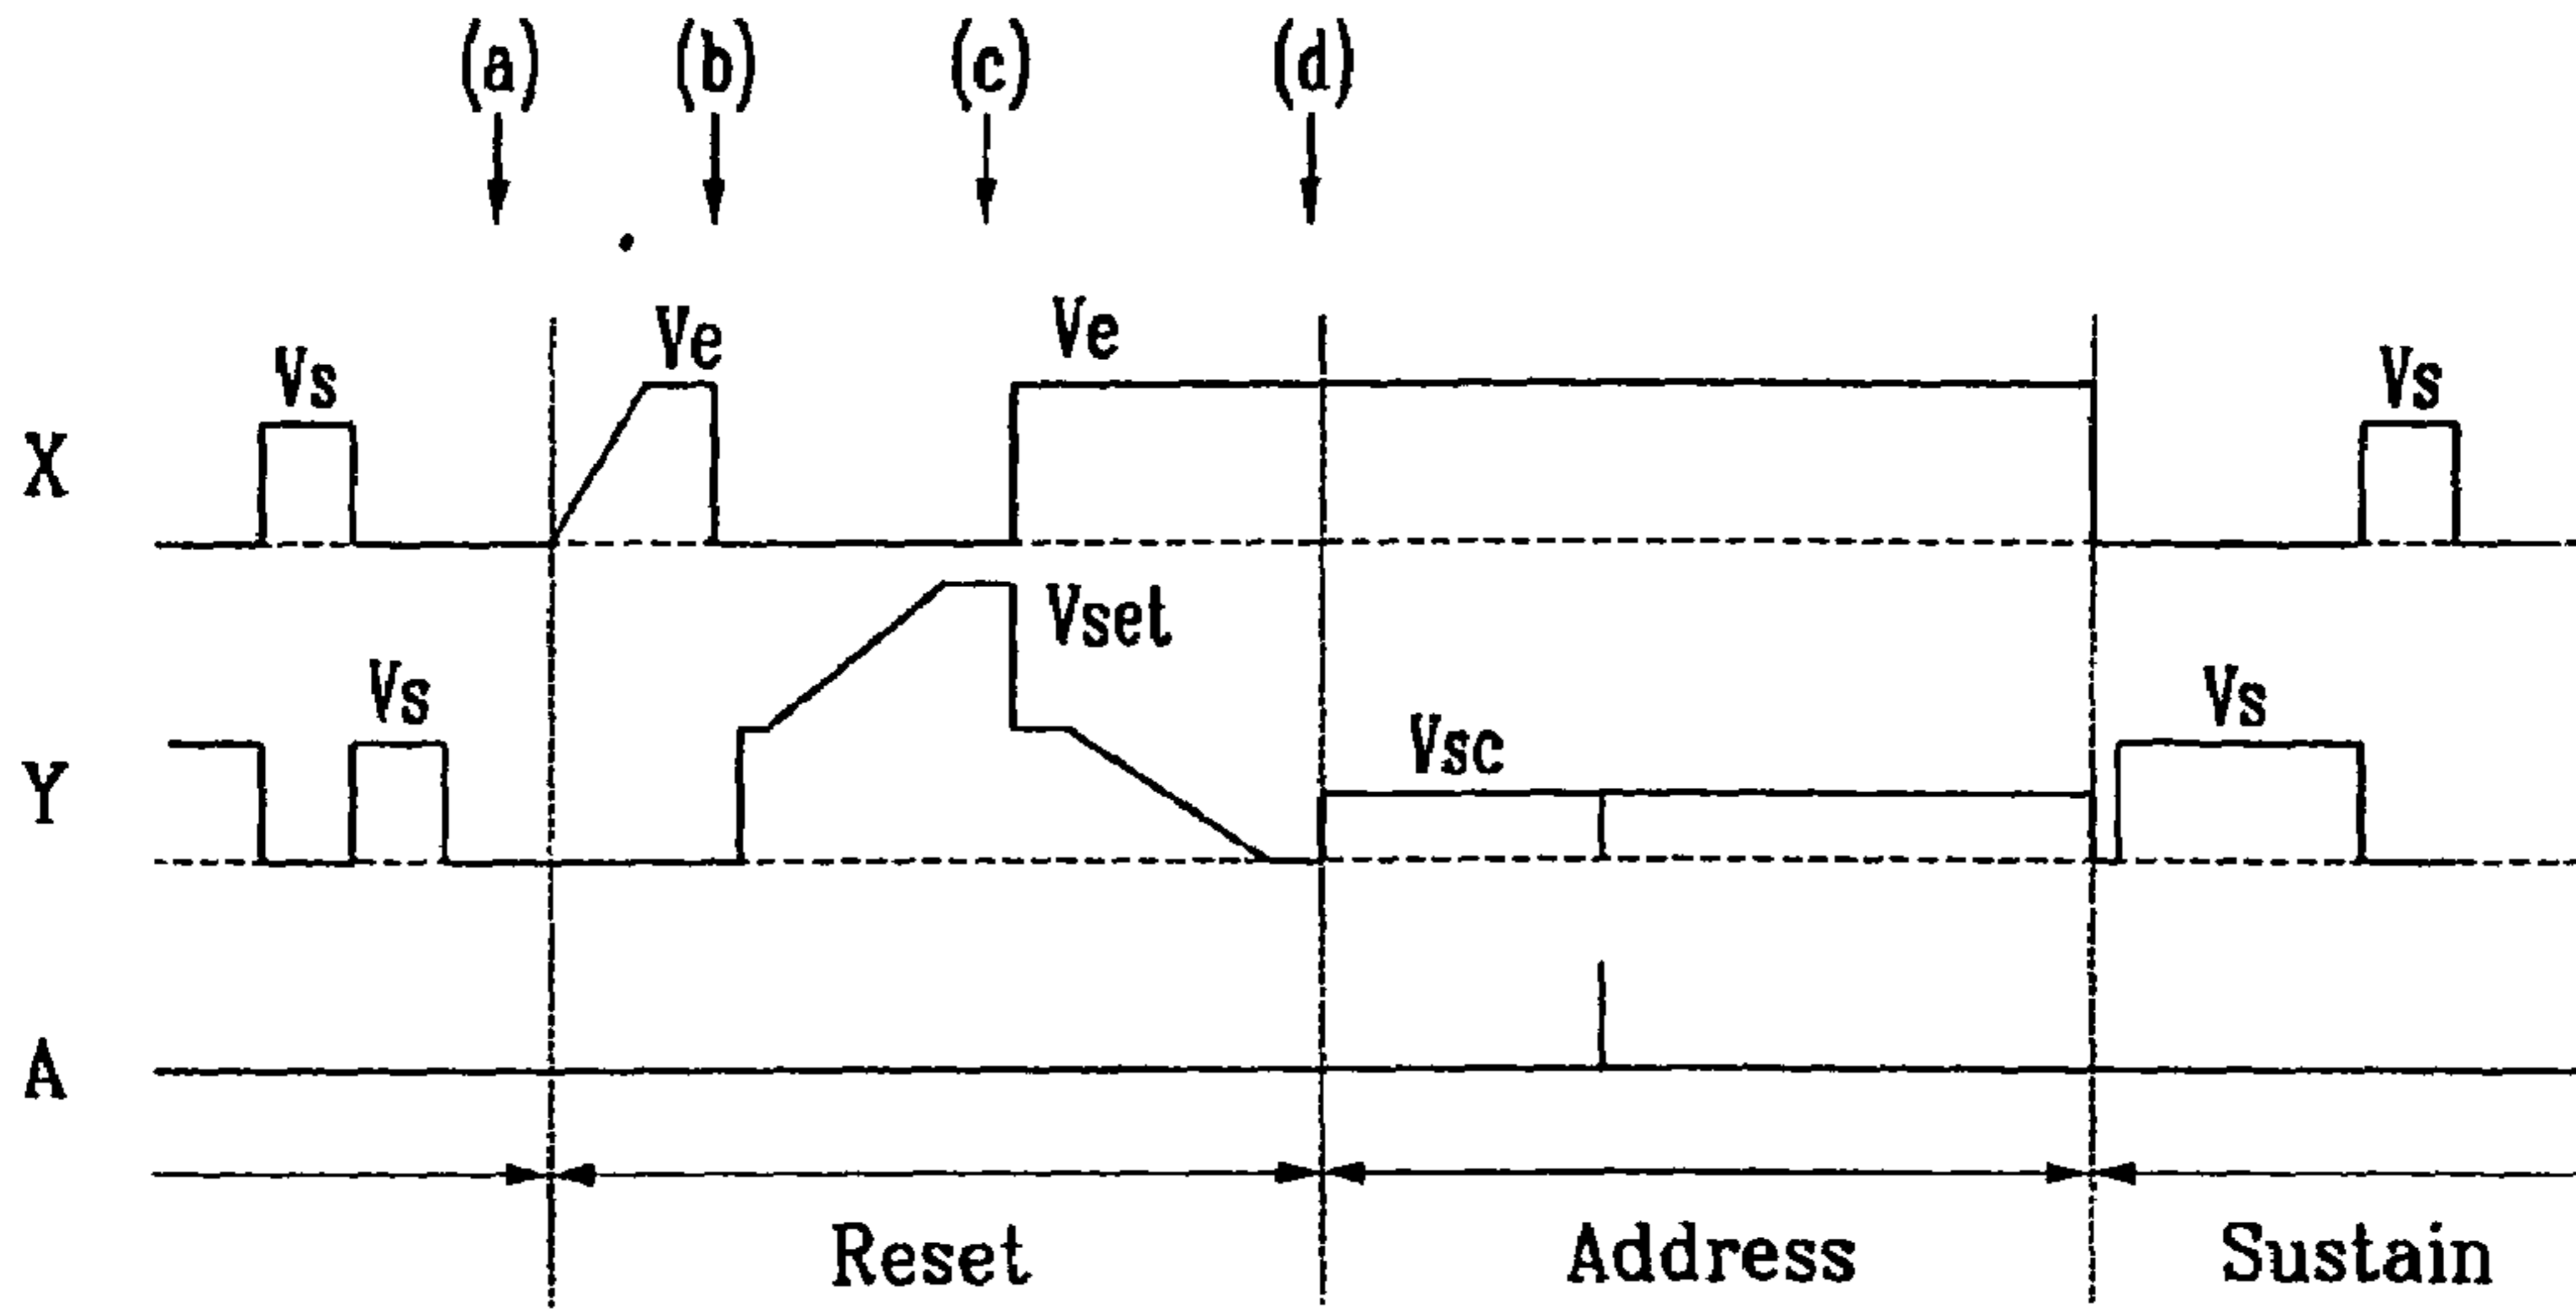 (a) (b) (c) (d)
Vs Ve Ve Vs
X
Vset
Vs Vsc Vs
Y
A
Reset Address Sustain